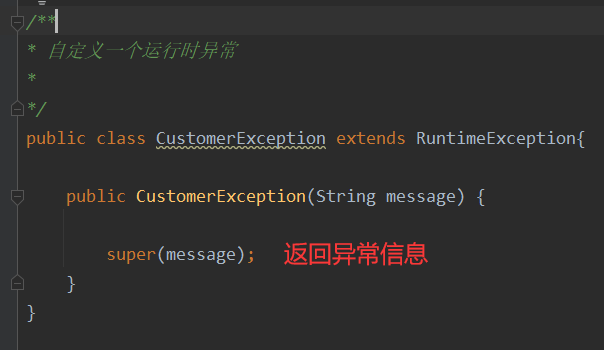 /**
* 自定义一个运行时异常
*
*/
public class CustomerException extends RuntimeException{
public CustomerException(String message) {
super(message); 返回异常信息
}
}